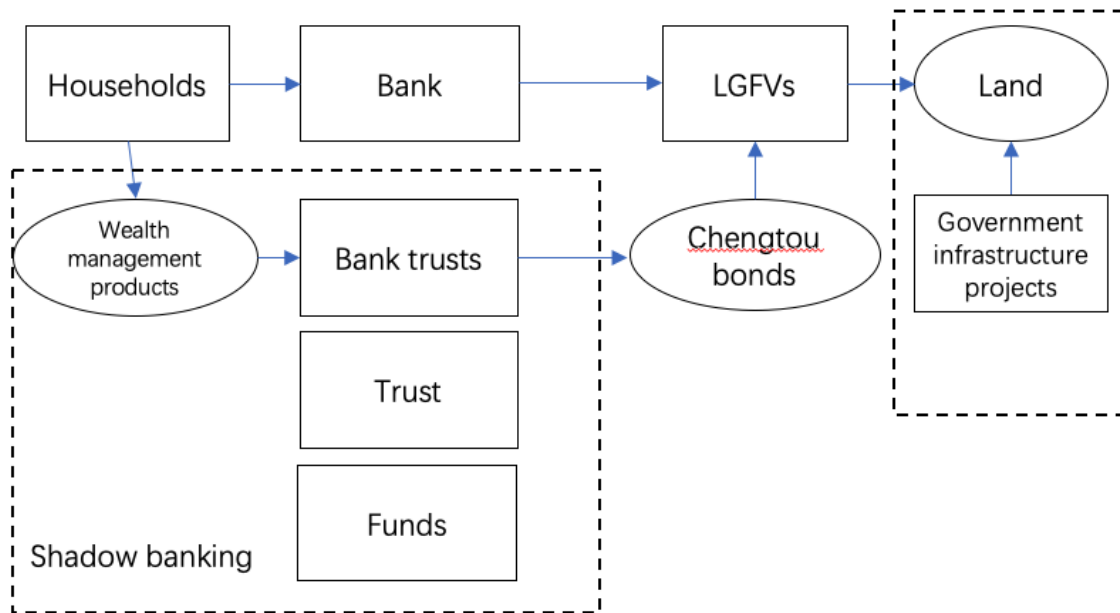 Households
Bank
LGFVs
Land
Wealth
management
products
Bank trusts
Chengtou
bonds
Government
infrastructure
projects
Trust
Funds
Shadow banking